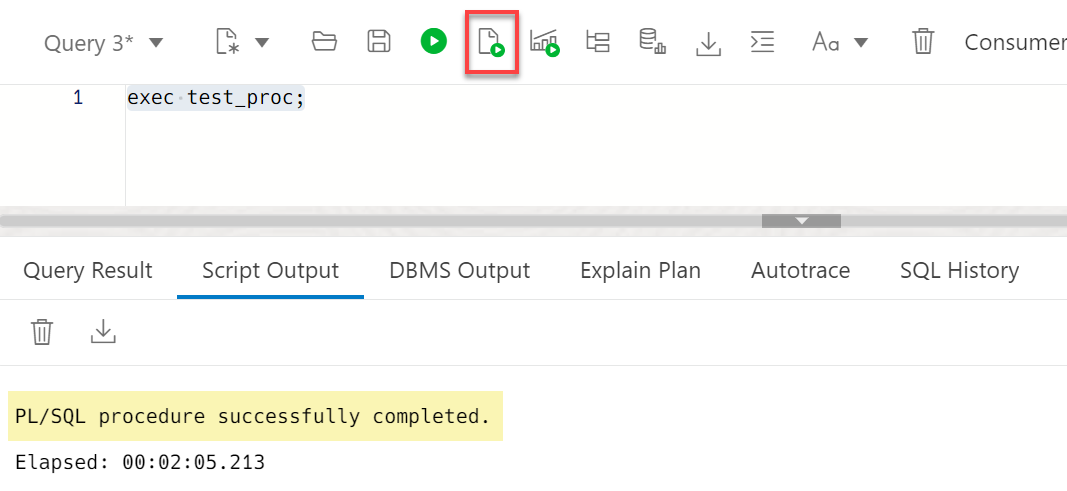 Query 3* Aa Consumer
1 exec test_proc;
Query Result Script Output DBMS Output Explain Plan Autotrace SQL History
PL/SQL procedure successfully completed.
Elapsed: 00:02:05.213